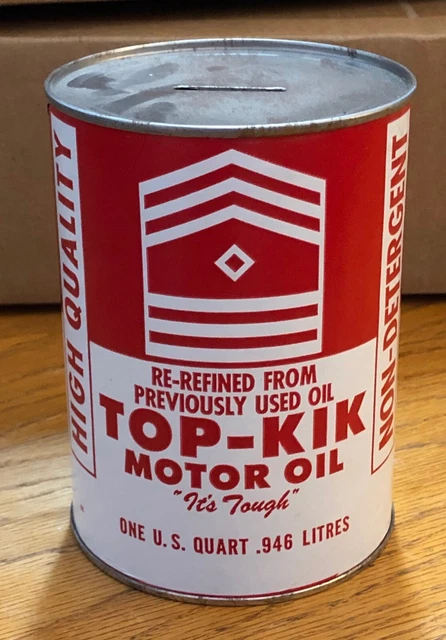 HIGH QUALITY
RE-REFINED FROM
PREVIOUSLY USED OIL
TOP-KIK
MOTOR OIL
"It's Tough"
ONE U.S. QUART .946 LITRES
NON-DETERGENT